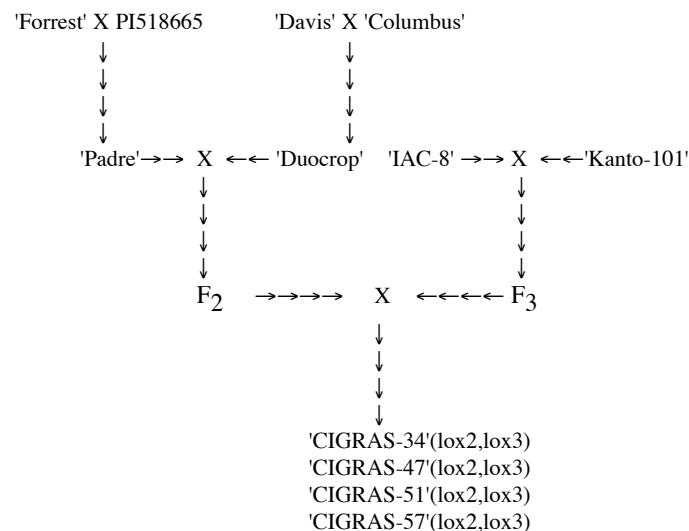 'Forrest' X PI518665 'Davis' X 'Columbus'
'Padre' X 'Duocrop' 'IAC-8' X 'Kanto-101'
F2 X F3
'CIGRAS-34'(lox2,lox3)
'CIGRAS-47'(lox2,lox3)
'CIGRAS-51'(lox2,lox3)
'CIGRAS-57'(lox2,lox3)